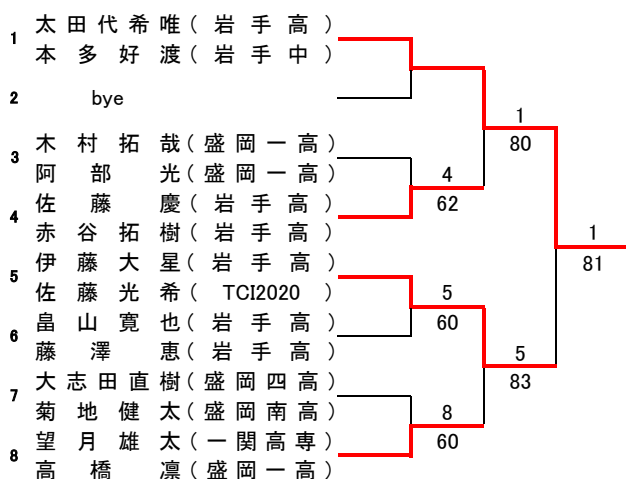 1 太田代希唯(岩手高)
本多好渡(岩手中)
2 bye
3 木村拓哉(盛岡一高)
阿部光(盛岡一高)
4 佐藤慶(岩手高)
赤谷拓樹(岩手高)
5 伊藤大星(岩手高)
佐藤光希( TCI2020 )
6 畠山寛也(岩手高)
藤澤恵(岩手高)
7 大志田直樹(盛岡四高)
菊地健太(盛岡南高)
8 望月雄太(一関高専)
高橋凛(盛岡一高)
4
62
5
60
8
60
1
80
5
83
1
81